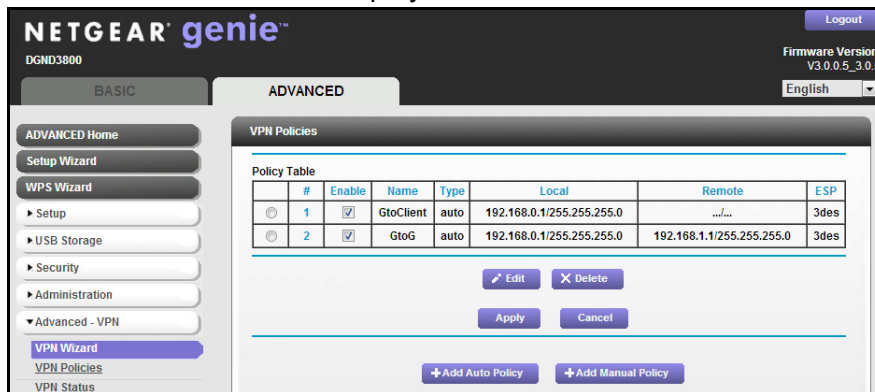 NETGEAR® genie™
Logout
DGND3800
Firmware Version
V3.0.0.5_3.0.
BASIC
ADVANCED
English
ADVANCED Home
Setup Wizard
WPS Wizard
▶ Setup
▶ USB Storage
▶ Security
▶ Administration
▼ Advanced - VPN
VPN Wizard
VPN Policies
VPN Status
VPN Policies
Policy Table
# Enable Name Type Local Remote ESP
1 GtoClient auto 192.168.0.1/255.255.255.0 .../... 3des
2 GtoG auto 192.168.0.1/255.255.255.0 192.168.1.1/255.255.255.0 3des
Edit X Delete
Apply Cancel
+ Add Auto Policy + Add Manual Policy